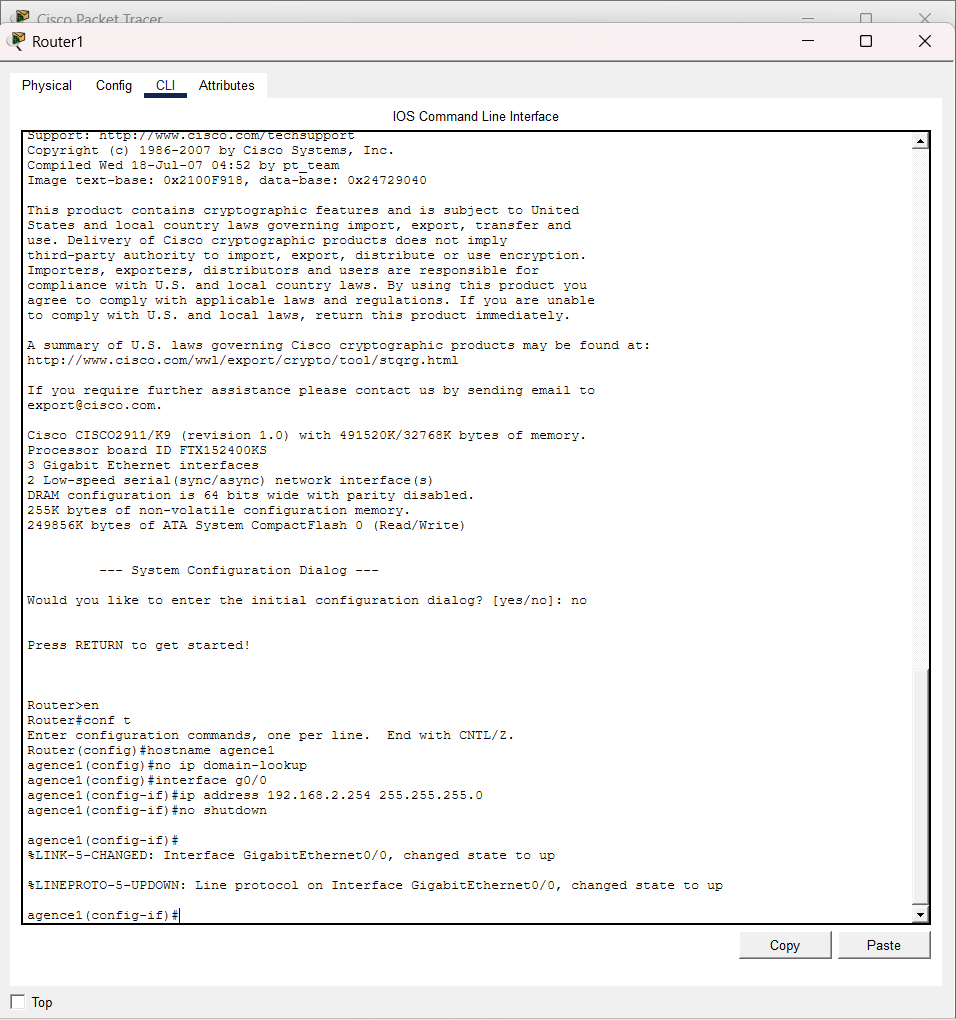 Cisco Packet Tracer
Router1
Physical Config CLI Attributes
IOS Command Line Interface
Support: http://www.cisco.com/techsupport
Copyright (c) 1986-2007 by Cisco Systems, Inc.
Compiled Wed 18-Jul-07 04:52 by pt_team
Image text-base: 0x2100F918, data-base: 0x24729040
This product contains cryptographic features and is subject to United
States and local country laws governing import, export, transfer and
use. Delivery of Cisco cryptographic products does not imply
third-party authority to import, export, distribute or use encryption.
Importers, exporters, distributors and users are responsible for
compliance with U.S. and local country laws. By using this product you
agree to comply with applicable laws and regulations. If you are unable
to comply with U.S. and local laws, return this product immediately.
A summary of U.S. laws governing Cisco cryptographic products may be found at:
http://www.cisco.com/wwl/export/crypto/tool/stqrg.html
If you require further assistance please contact us by sending email to
export@cisco.com.
Cisco CISCO2911/K9 (revision 1.0) with 491520K/32768K bytes of memory.
Processor board ID FTX152400KS
3 Gigabit Ethernet interfaces
2 Low-speed serial(sync/async) network interface(s)
DRAM configuration is 64 bits wide with parity disabled.
255K bytes of non-volatile configuration memory.
249856K bytes of ATA System CompactFlash 0 (Read/Write)
--- System Configuration Dialog ---
Would you like to enter the initial configuration dialog? [yes/no]: no
Press RETURN to get started!
Router>en
Router#conf t
Enter configuration commands, one per line.  End with CNTL/Z.
Router(config)#hostname agence1
agence1(config)#no ip domain-lookup
agence1(config)#interface g0/0
agence1(config-if)#ip address 192.168.2.254 255.255.255.0
agence1(config-if)#no shutdown
agence1(config-if)#
%LINK-5-CHANGED: Interface GigabitEthernet0/0, changed state to up
%LINEPROTO-5-UPDOWN: Line protocol on Interface GigabitEthernet0/0, changed state to up
agence1(config-if)#
Copy Paste
Top